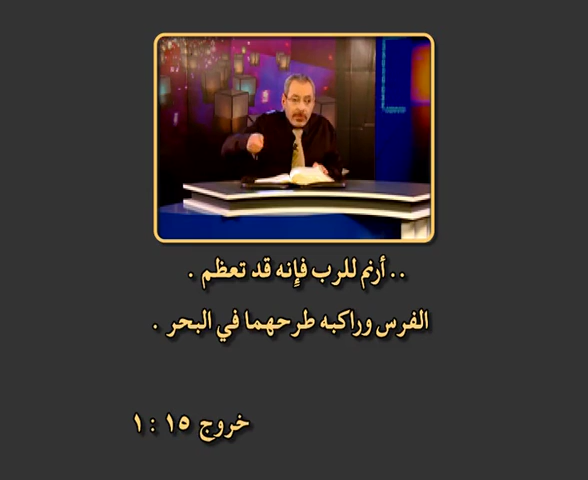 .. أرنم للرب فإنه قد تعظم .
الفرس وراكبه طرحهما في البحر .
خروج ١٥ : ١